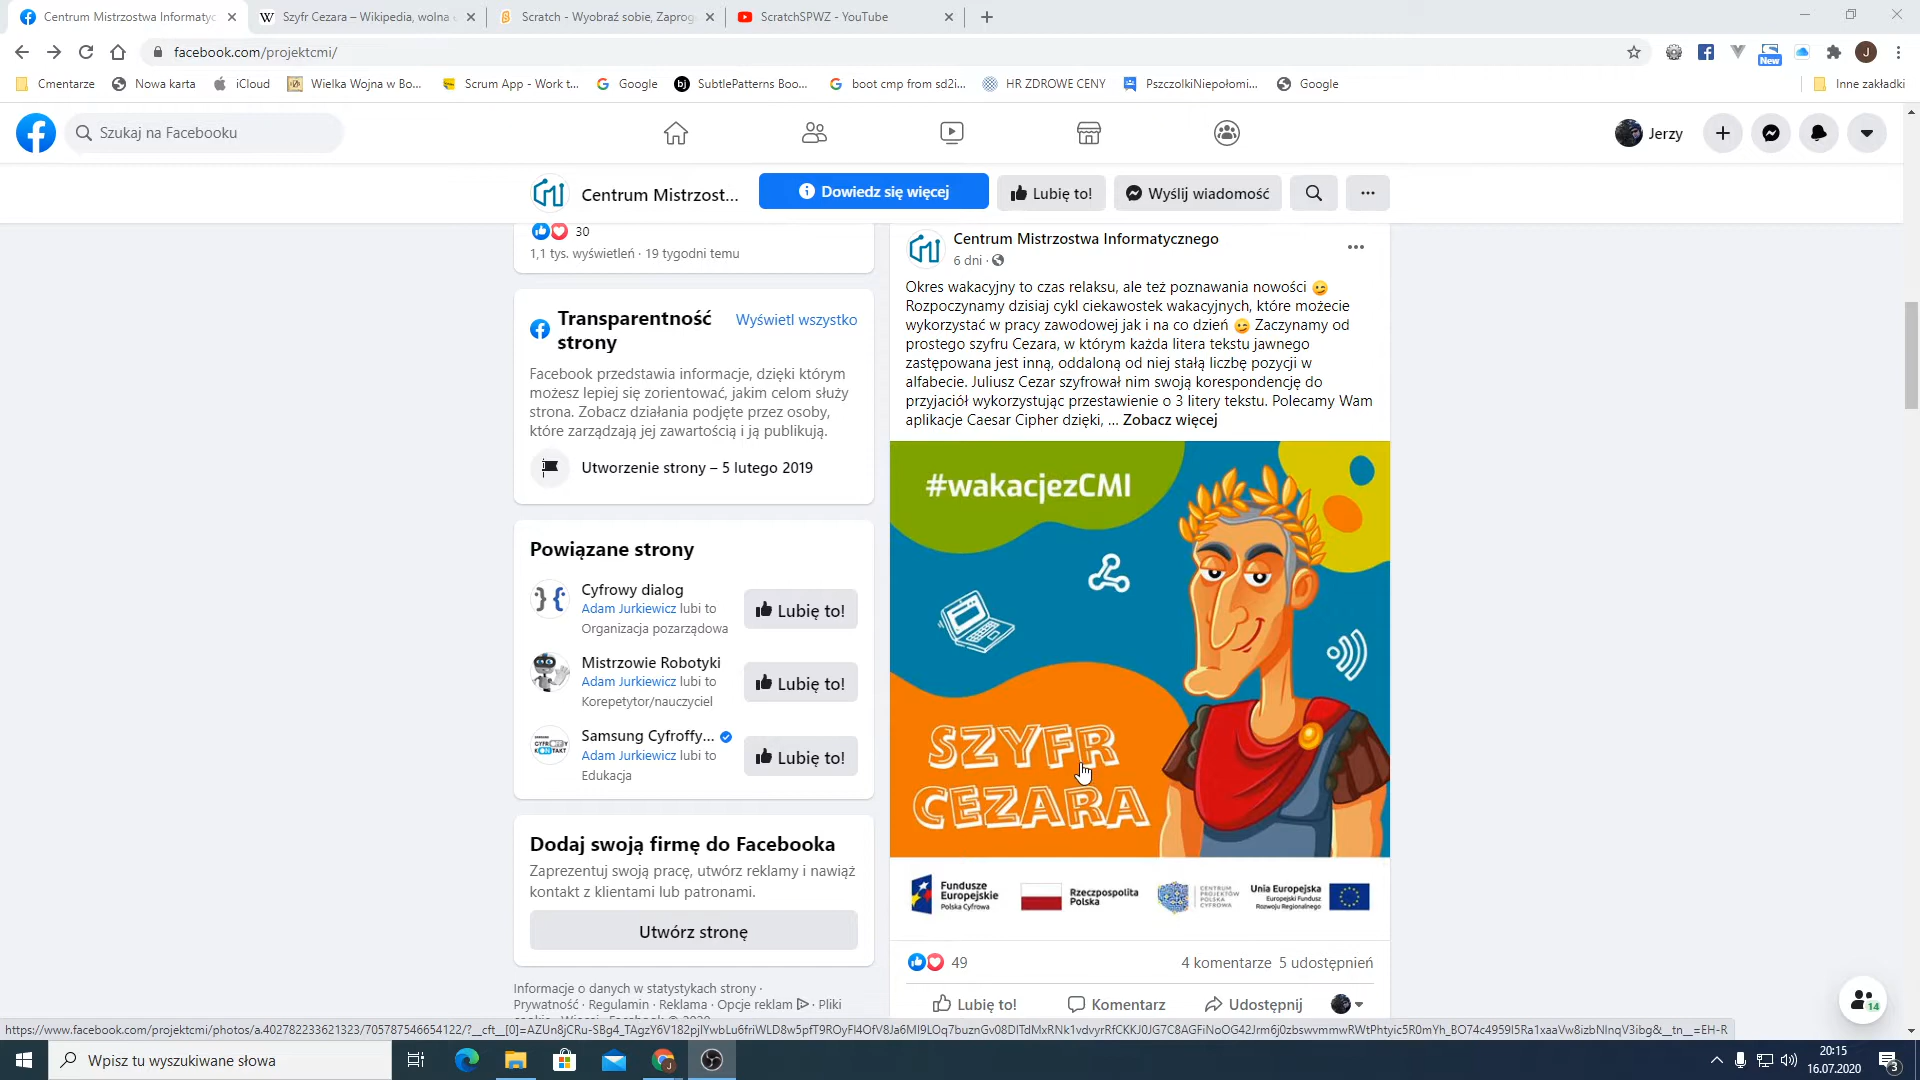 Centrum Mistrzostwa Informatyc
Szyfr Cezara – Wikipedia, wolna
Scratch - Wyobraź sobie, Zaprog
ScratchSPWZ - YouTube
facebook.com/projektcmi/
New
J
Cmentarze
Nowa karta
iCloud
Wielka Wojna w Bo...
Scrum App - Work t...
Google
SubtlePatterns Boo...
boot cmp from sd2i...
HR ZDROWE CENY
PszczolkiNiepołomi...
Google
Inne zakładki
Szukaj na Facebooku
Jerzy
Centrum Mistrzost...
Dowiedz się więcej
Lubię to!
Wyślij wiadomość
30
1,1 tys. wyświetleń · 19 tygodni temu
Transparentność strony
Wyświetl wszystko
Facebook przedstawia informacje, dzięki którym
możesz lepiej się zorientować, jakim celom służy
strona. Zobacz działania podjęte przez osoby,
które zarządzają jej zawartością i ją publikują.
Utworzenie strony – 5 lutego 2019
Powiązane strony
Cyfrowy dialog
Adam Jurkiewicz lubi to
Organizacja pozarządowa
Lubię to!
Mistrzowie Robotyki
Adam Jurkiewicz lubi to
Korepetytor/nauczyciel
Lubię to!
Samsung Cyfroffy...
Adam Jurkiewicz lubi to
Edukacja
Lubię to!
Dodaj swoją firmę do Facebooka
Zaprezentuj swoją pracę, utwórz reklamy i nawiąż
kontakt z klientami lub patronami.
Utwórz stronę
Informacje o danych w statystykach strony ·
Prywatność · Regulamin · Reklama · Opcje reklam · Pliki
Centrum Mistrzostwa Informatycznego
6 dni ·
Okres wakacyjny to czas relaksu, ale też poznawania nowości 😉
Rozpoczynamy dzisiaj cykl ciekawostek wakacyjnych, które możecie
wykorzystać w pracy zawodowej jak i na co dzień 😉 Zaczynamy od
prostego szyfru Cezara, w którym każda litera tekstu jawnego
zastępowana jest inną, oddaloną od niej stałą liczbę pozycji w
alfabecie. Juliusz Cezar szyfrował nim swoją korespondencję do
przyjaciół wykorzystując przestawienie o 3 litery tekstu. Polecamy Wam
aplikacje Caesar Cipher dzięki, ... Zobacz więcej
#wakacjezCMI
SZYFR
CEZARA
Fundusze
Europejskie
Polska Cyfrowa
Rzeczpospolita
Polska
CENTRUM
PROJEKTÓW
POLSKA
CYFROWA
Unia Europejska
Europejski Fundusz
Rozwoju Regionalnego
49
4 komentarze 5 udostępnień
Lubię to!
Komentarz
Udostępnij
14
Wpisz tu wyszukiwane słowa
20:15
16.07.2020
3